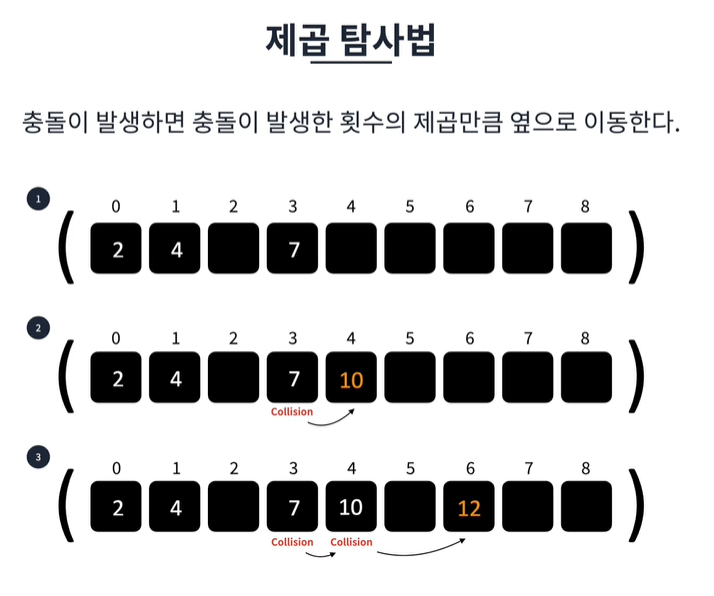 제곱 탐사법
충돌이 발생하면 충돌이 발생한 횟수의 제곱만큼 옆으로 이동한다.
1
0 1 2 3 4 5 6 7 8
( 2 4 7 )
2
0 1 2 3 4 5 6 7 8
( 2 4 7 10 )
Collision
3
0 1 2 3 4 5 6 7 8
( 2 4 7 10 12 )
Collision Collision